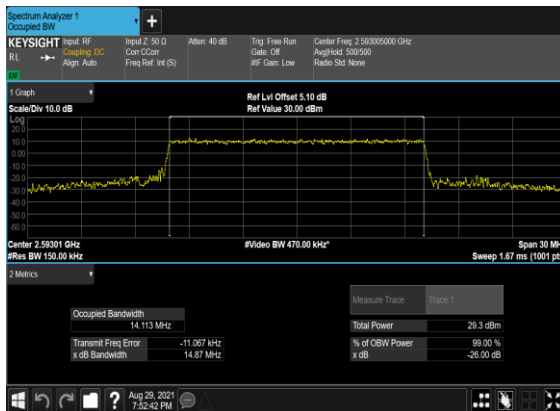 Spectrum Analyzer 1
Occupied BW
KEYSIGHT Input: RF Input Z: 50 Ω Atten: 40 dB Trig: Free Run Center Freq: 2.593005000 GHz
RL Coupling: DC Corr CCorr Gate: Off Avg|Hold: 500/500
Align: Auto Freq Ref: Int (S) #IF Gain: Low Radio Std: None
1 Graph
Ref Lvl Offset 5.10 dB
Scale/Div 10.0 dB Ref Value 30.00 dBm
Log
20.0
10.0
0.00
-10.0
-20.0
-30.0
-40.0
-50.0
-60.0
Center 2.59301 GHz #Video BW 470.00 kHz* Span 30 MH
#Res BW 150.00 kHz Sweep 1.67 ms (1001 pt
2 Metrics
Measure Trace Trace 1
Occupied Bandwidth
14.113 MHz Total Power 29.3 dBm
Transmit Freq Error -11.067 kHz % of OBW Power 99.00 %
x dB Bandwidth 14.87 MHz x dB -26.00 dB
Aug 29, 2021
7:52:42 PM